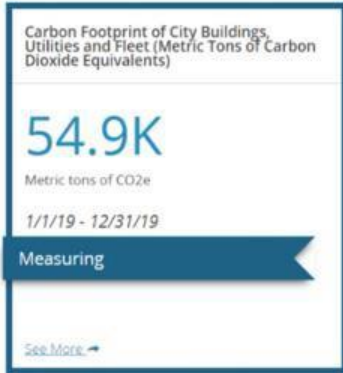 Carbon Footprint of City Buildings,
Utilities and Fleet (Metric Tons of Carbon
Dioxide Equivalents)
54.9K
Metric tons of CO2e
1/1/19 - 12/31/19
Measuring
See More